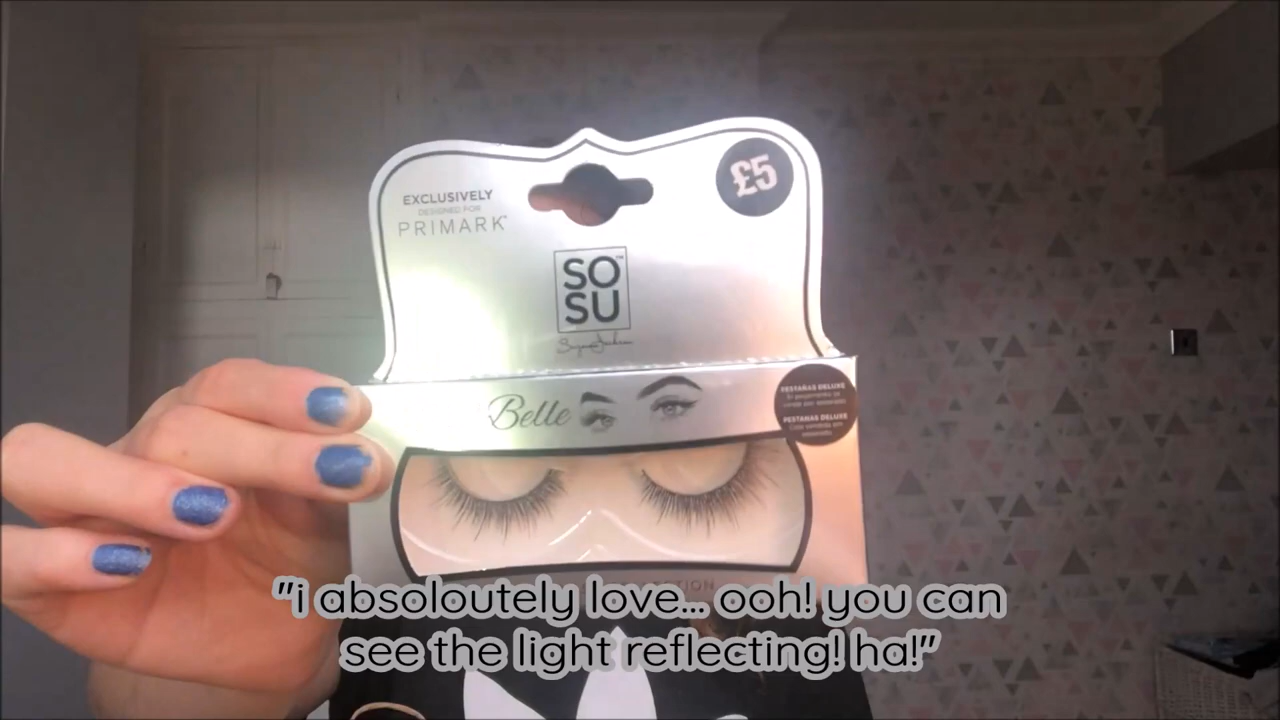 EXCLUSIVELY
DESIGNED FOR
PRIMARK
£5
SO
SU
Belle
PESTAÑAS DELUXE
PESTANAS DELUXE
"i absoloutely love... ooh! you can
see the light reflecting! ha!"